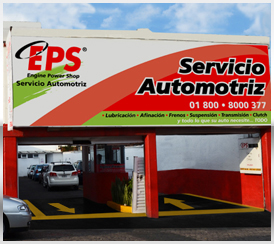 EPS®
Engine Power Shop
Servicio Automotriz
Servicio
Automotriz
01 800 • 8000 377
• Lubricación • Afinación • Frenos • Suspensión • Transmisión • Clutch
y todo lo que su auto necesita... TODO